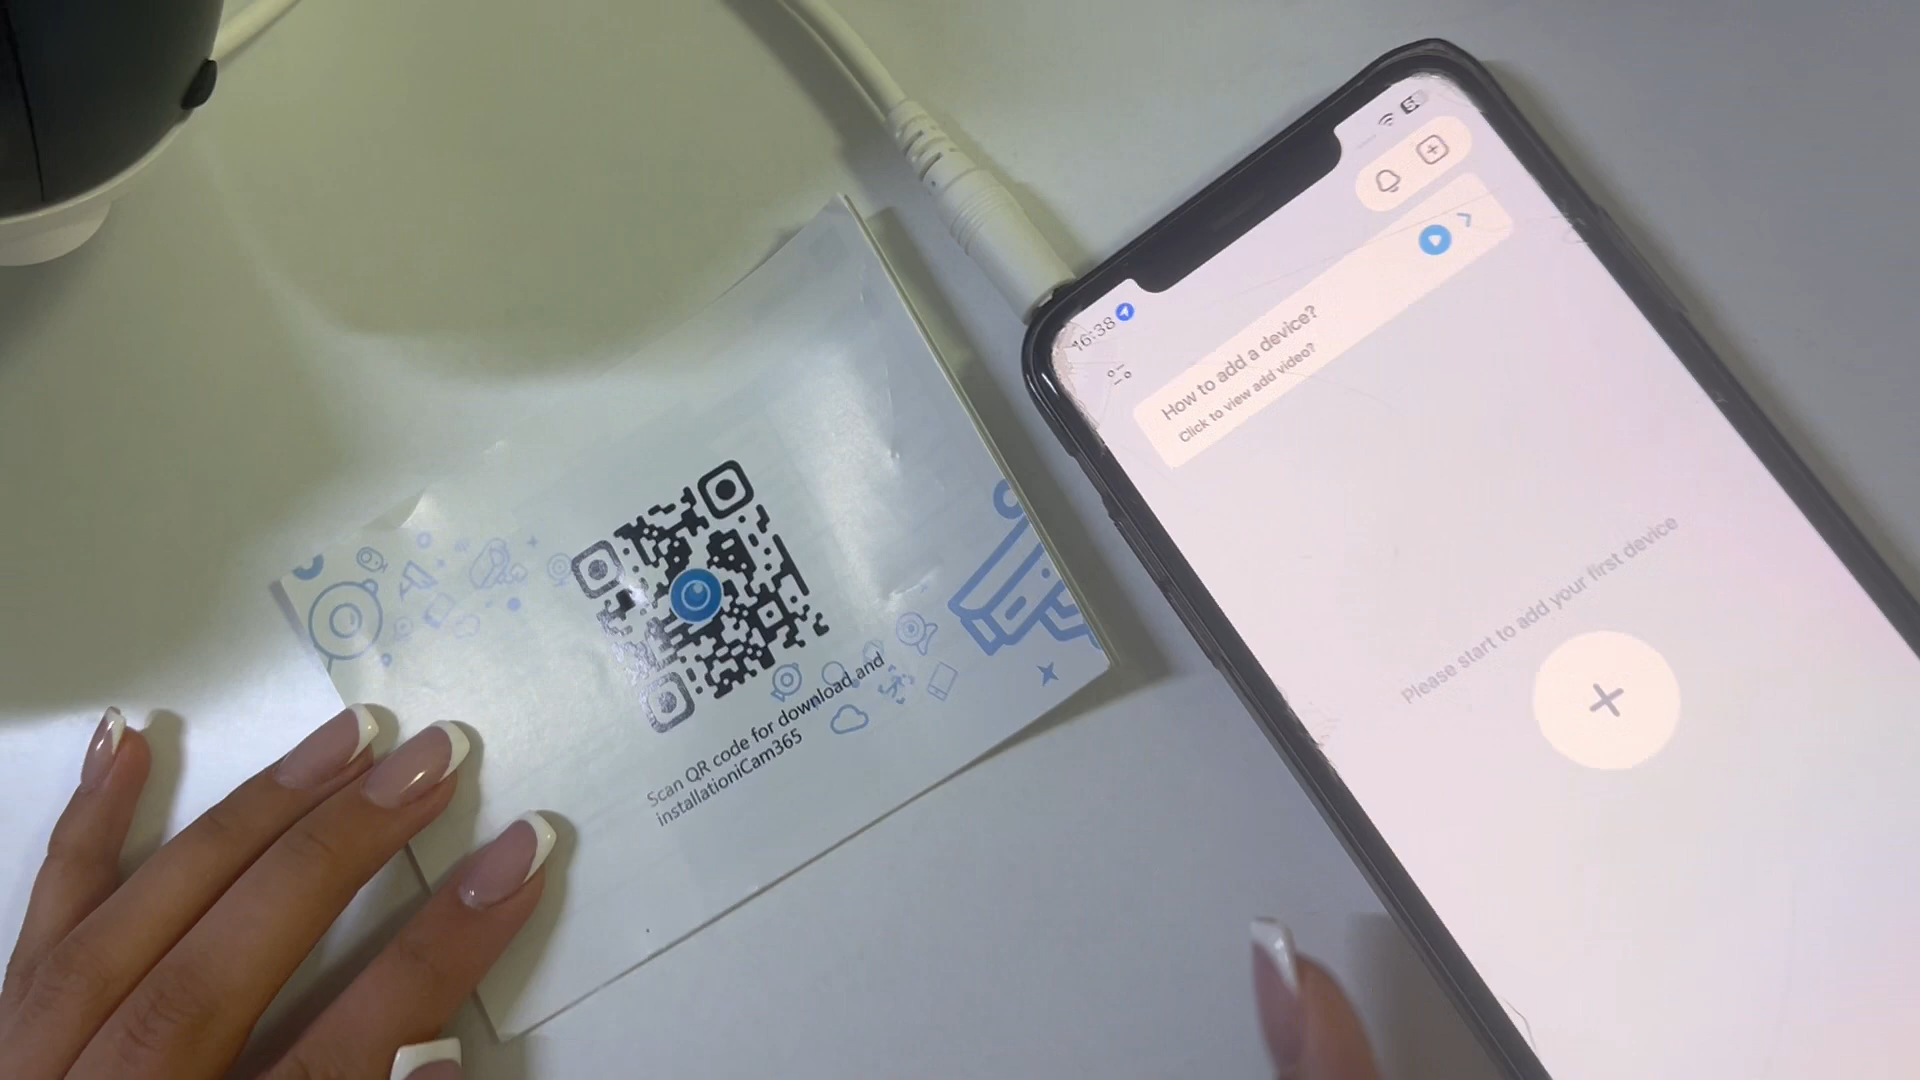 Scan QR code for download and
installationiCam365
16:38
How to add a device?
Click to view add video?
Please start to add your first device